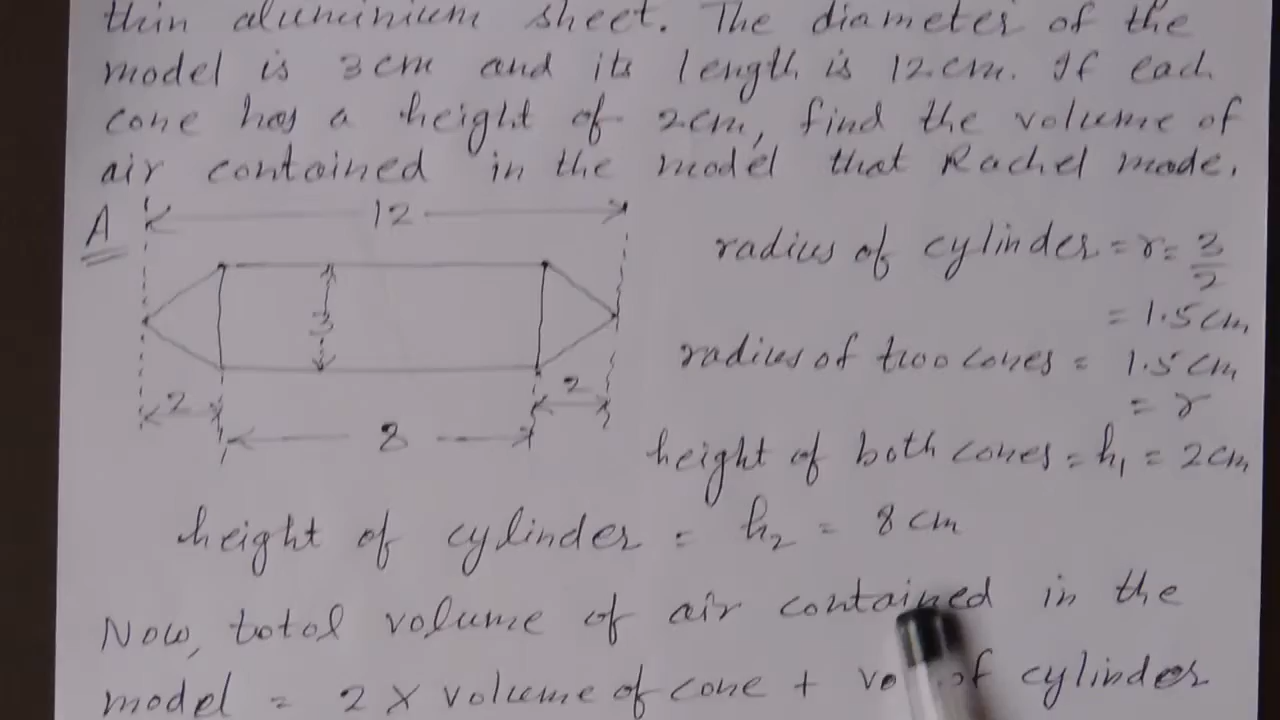 thin aluminium sheet. The diameter of the
model is 3cm and its length is 12cm. If each
cone has a height of 2cm, find the volume of
air contained in the model that Rachel made.
A
12
3
2
2
8
radius of cylinder = r = 3/2
= 1.5cm
radius of two cones = 1.5cm
= r
height of both cones = h₁ = 2cm
height of cylinder = h₂ = 8cm
Now, total volume of air contained in the
model = 2 × volume of cone + of cylinder